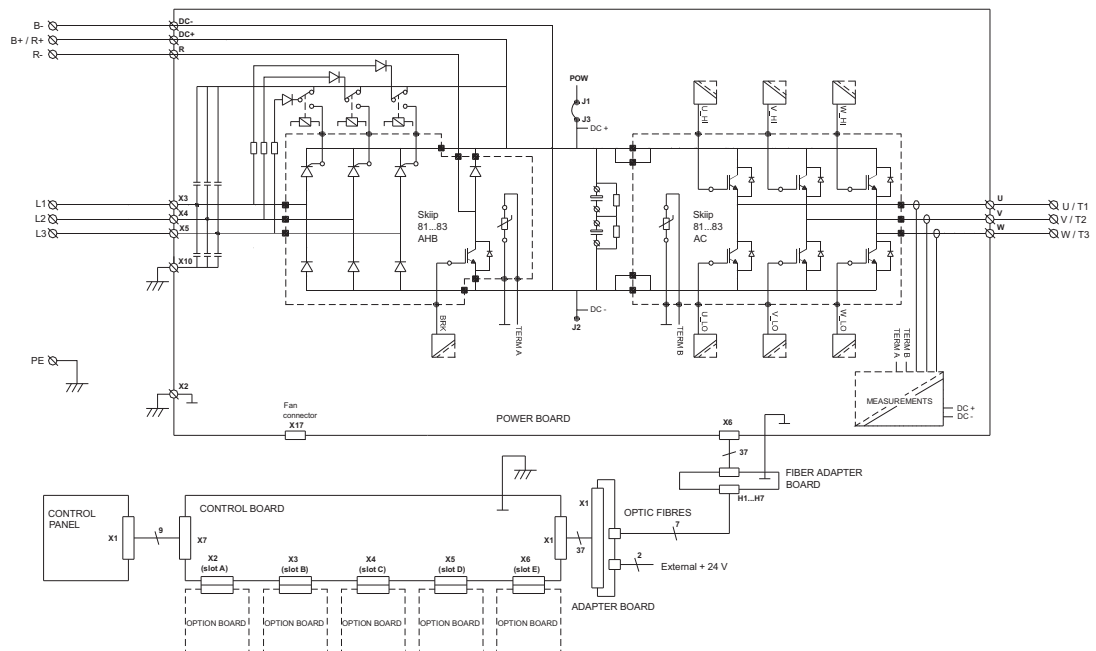 B-
B+ / R+
R-
DC-
DC+
R
POW
J1
J3
DC +
U_HI
V_HI
W_HI
L1
L2
L3
X3
X4
X5
X10
Skiip
81...83
AHB
Skiip
81...83
AC
U
V
W
U / T1
V / T2
W / T3
BRK
TERM A
DC -
J2
TERM B
U_LO
V_LO
W_LO
TERM B
TERM A
PE
X2
MEASUREMENTS
DC +
DC -
Fan
connector
X17
POWER BOARD
X6
37
FIBER ADAPTER
BOARD
H1...H7
CONTROL
PANEL
X1
9
X7
CONTROL BOARD
X1
37
X1
OPTIC FIBRES
7
2
External + 24 V
ADAPTER BOARD
X2
(slot A)
X3
(slot B)
X4
(slot C)
X5
(slot D)
X6
(slot E)
OPTION BOARD
OPTION BOARD
OPTION BOARD
OPTION BOARD
OPTION BOARD